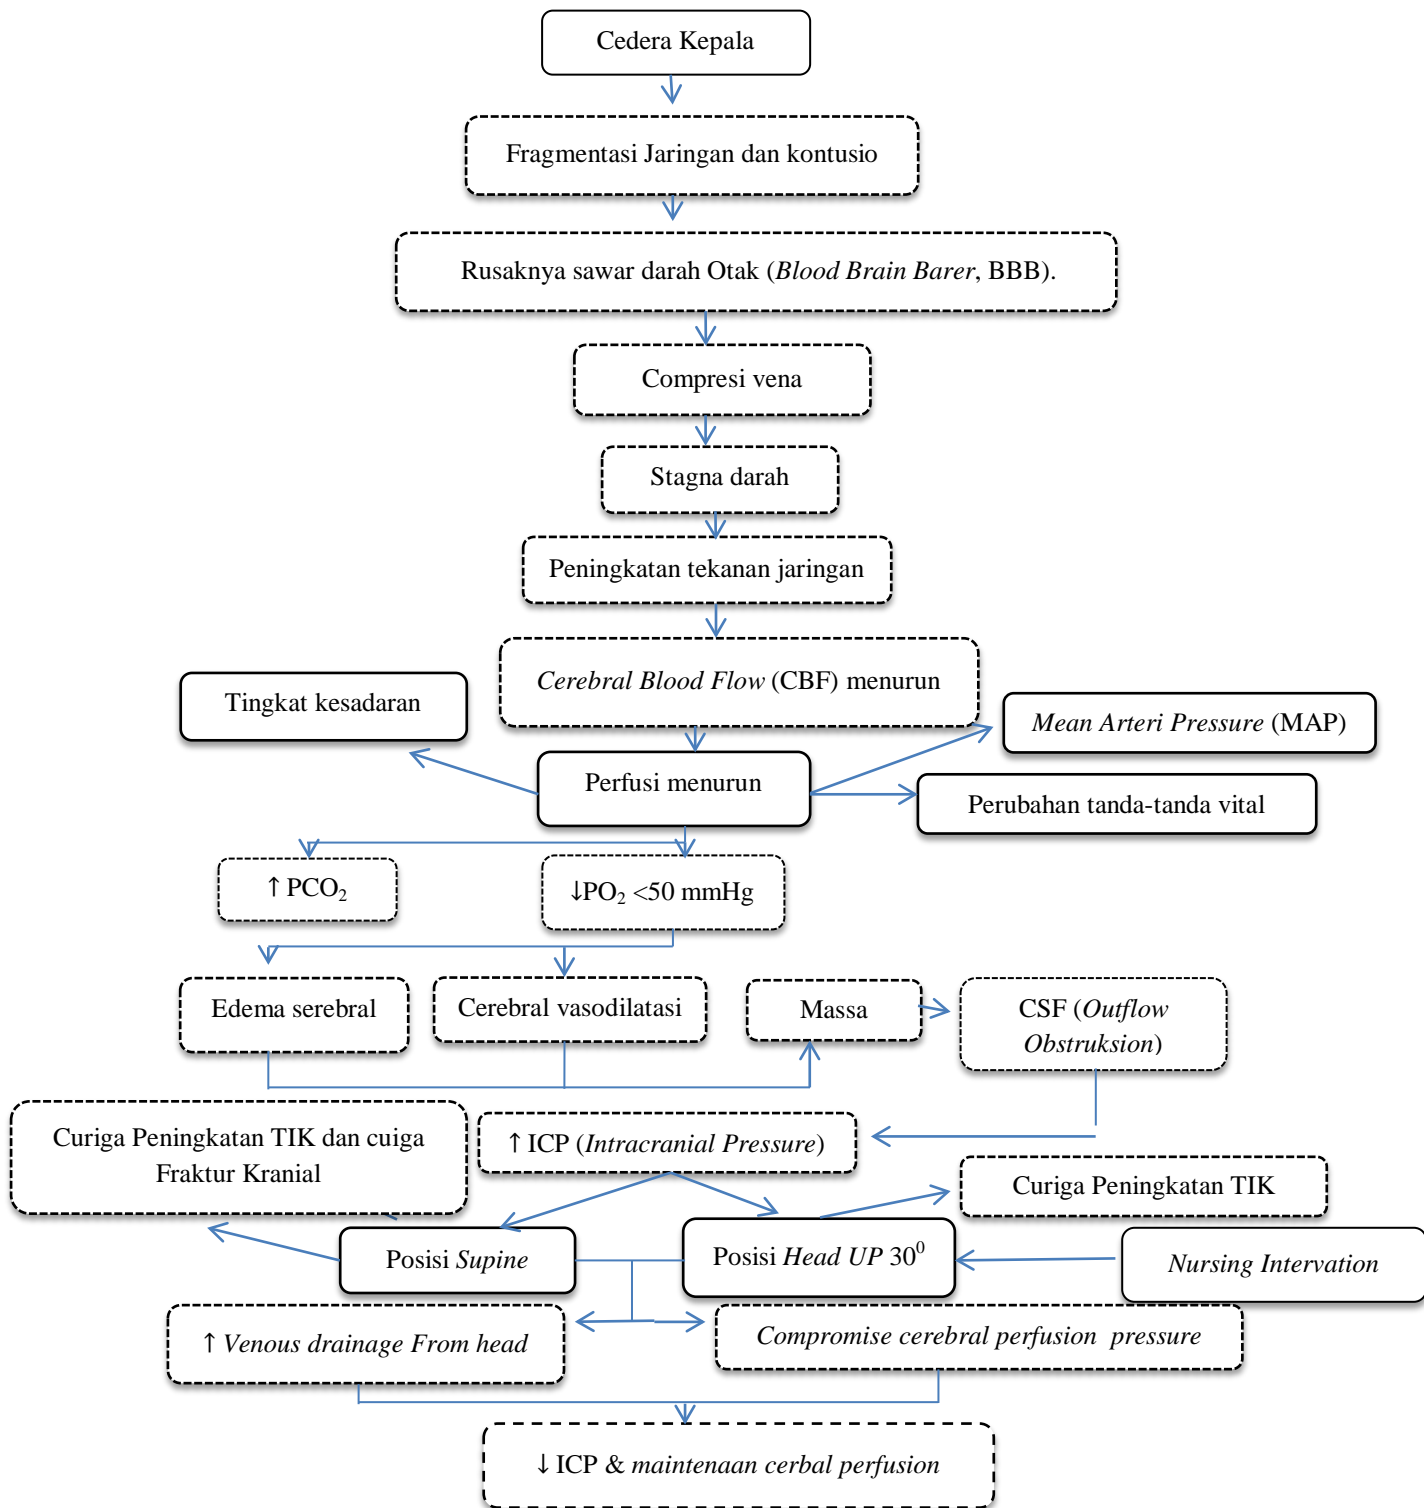 Cedera Kepala
Fragmentasi Jaringan dan kontusio
Rusaknya sawar darah Otak (Blood Brain Barer, BBB).
Compresi vena
Stagna darah
Peningkatan tekanan jaringan
Cerebral Blood Flow (CBF) menurun
Tingkat kesadaran
Mean Arteri Pressure (MAP)
Perfusi menurun
Perubahan tanda-tanda vital
↑ PCO₂
↓PO₂ <50 mmHg
Edema serebral
Cerebral vasodilatasi
Massa
CSF (Outflow
Obstruksion)
Curiga Peningkatan TIK dan cuiga
Fraktur Kranial
↑ ICP (Intracranial Pressure)
Curiga Peningkatan TIK
Posisi Supine
Posisi Head UP 30⁰
Nursing Intervation
↑ Venous drainage From head
Compromise cerebral perfusion pressure
↓ ICP & maintenaan cerbal perfusion